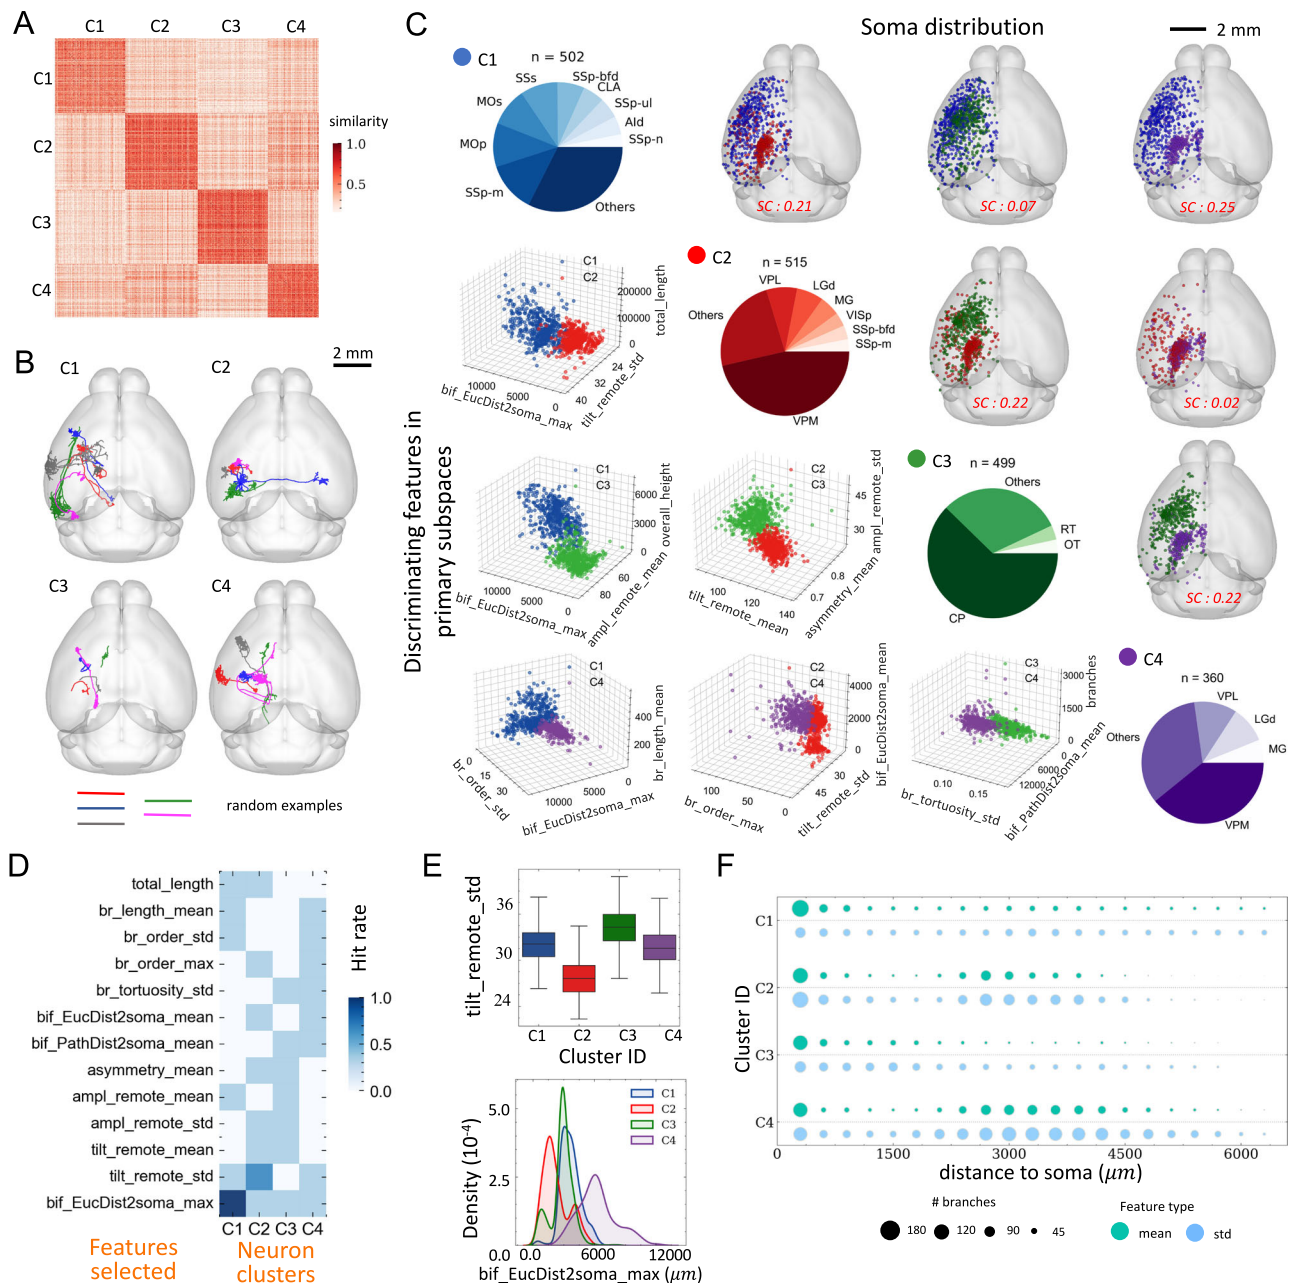 A
C1 C2 C3 C4
C1
C2
C3
C4
similarity
1.0
0.5
B
2 mm
C1
C2
C3
C4
random examples
C
Soma distribution
2 mm
C1
n = 502
SSs
SSp-bfd
CLA
SSp-ul
AId
SSp-n
MOs
MOp
SSp-m
Others
SC : 0.21
SC : 0.07
SC : 0.25
Discriminating features in
primary subspaces
C1
C2
200000
100000
0
total_length
24
32
40
tilt_remote_std
10000
5000
0
bif_EucDist2soma_max
C2
n = 515
VPL
LGd
MG
VISp
SSp-bfd
SSp-m
Others
VPM
SC : 0.22
SC : 0.02
C1
C3
6000
3000
0
overall_height
60
80
ampl_remote_mean
10000
5000
0
bif_EucDist2soma_max
C2
C3
45
30
ampl_remote_std
0.8
0.7
asymmetry_mean
100
120
140
tilt_remote_mean
C3
n = 499
Others
RT
OT
CP
SC : 0.22
C1
C4
400
200
br_length_mean
0
15
30
br_order_std
10000
5000
0
bif_EucDist2soma_max
C2
C4
4000
2000
0
bif_EucDist2soma_mean
30
45
tilt_remote_std
100
50
0
br_order_max
C3
C4
3000
1500
0
branches
6000
12000
bif_PathDist2soma_mean
0.10
0.15
br_tortuosity_std
C4
n = 360
VPL
LGd
MG
Others
VPM
D
total_length
br_length_mean
br_order_std
br_order_max
br_tortuosity_std
bif_EucDist2soma_mean
bif_PathDist2soma_mean
asymmetry_mean
ampl_remote_mean
ampl_remote_std
tilt_remote_mean
tilt_remote_std
bif_EucDist2soma_max
C1 C2 C3 C4
Features
selected
Neuron
clusters
Hit rate
1.0
0.5
0.0
E
tilt_remote_std
36
30
24
C1 C2 C3 C4
Cluster ID
Density (10-4)
5.0
2.5
0.0
C1
C2
C3
C4
0.0 6000 12000
bif_EucDist2soma_max (μm)
F
Cluster ID
C1
C2
C3
C4
0 1500 3000 4500 6000
distance to soma (μm)
# branches
180 120 90 45
Feature type
mean std